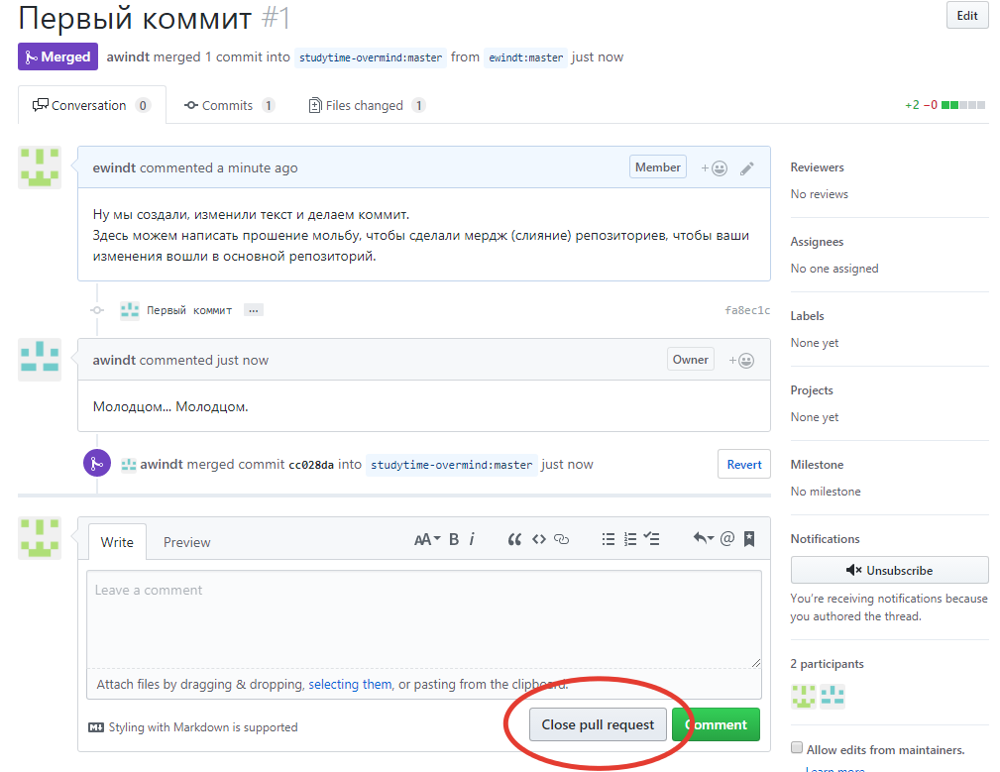 Первый коммит #1
Edit
Merged awindt merged 1 commit into studytime-overmind:master from ewindt:master just now
Conversation 0 Commits 1 Files changed 1 +2 −0
ewindt commented a minute ago Member
Ну мы создали, изменили текст и делаем коммит.
Здесь можем написать прошение мольбу, чтобы сделали мердж (слияние) репозиториев, чтобы ваши
изменения вошли в основной репозиторий.
Первый коммит ... fa8ec1c
awindt commented just now Owner
Молодцом... Молодцом.
awindt merged commit cc028da into studytime-overmind:master just now Revert
Write Preview AA B i @
Leave a comment
Attach files by dragging & dropping, selecting them, or pasting from the clipboard.
Styling with Markdown is supported
Close pull request Comment
Reviewers
No reviews
Assignees
No one assigned
Labels
None yet
Projects
None yet
Milestone
No milestone
Notifications
Unsubscribe
You're receiving notifications because
you authored the thread.
2 participants
Allow edits from maintainers.
Learn more